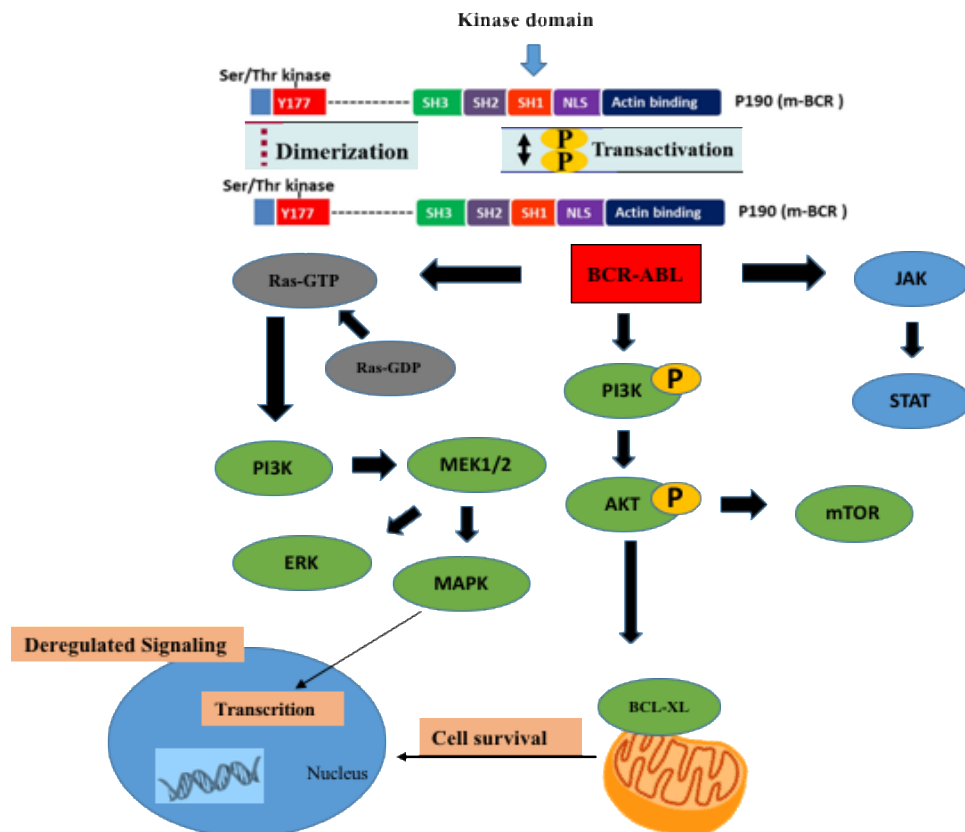 Kinase domain
Ser/Thr kinase
Y177 SH3 SH2 SH1 NLS Actin binding P190 (m-BCR )
Dimerization P Transactivation
P
Ser/Thr kinase
Y177 SH3 SH2 SH1 NLS Actin binding P190 (m-BCR )
Ras-GTP BCR-ABL JAK
Ras-GDP PI3K P STAT
PI3K MEK1/2 AKT P mTOR
ERK MAPK
Deregulated Signaling
Transcrition BCL-XL
Cell survival
Nucleus